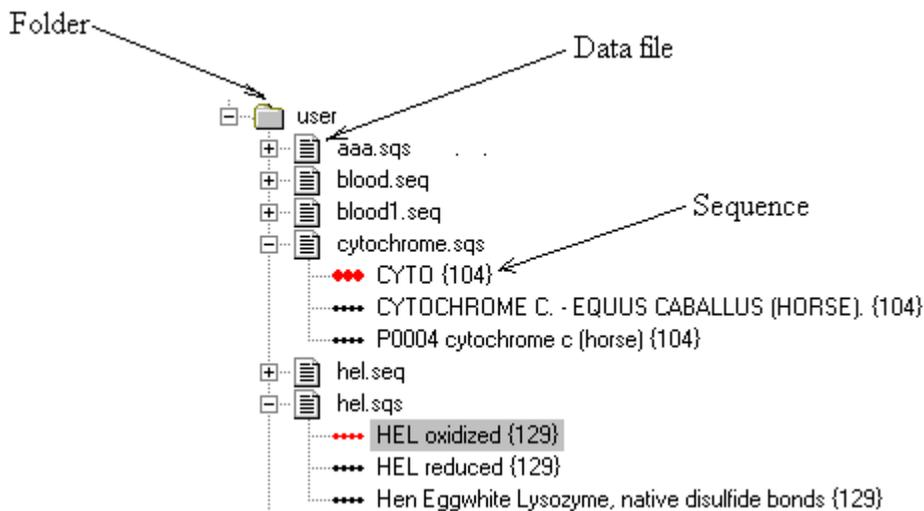 Folder
Data file
user
aaa.sqs . .
blood.seq
blood1.seq
Sequence
cytochrome.sqs
CYTO {104}
CYTOCHROME C. - EQUUS CABALLUS (HORSE). {104}
P0004 cytochrome c (horse) {104}
hel.seq
hel.sqs
HEL oxidized {129}
HEL reduced {129}
Hen Eggwhite Lysozyme, native disulfide bonds {129}